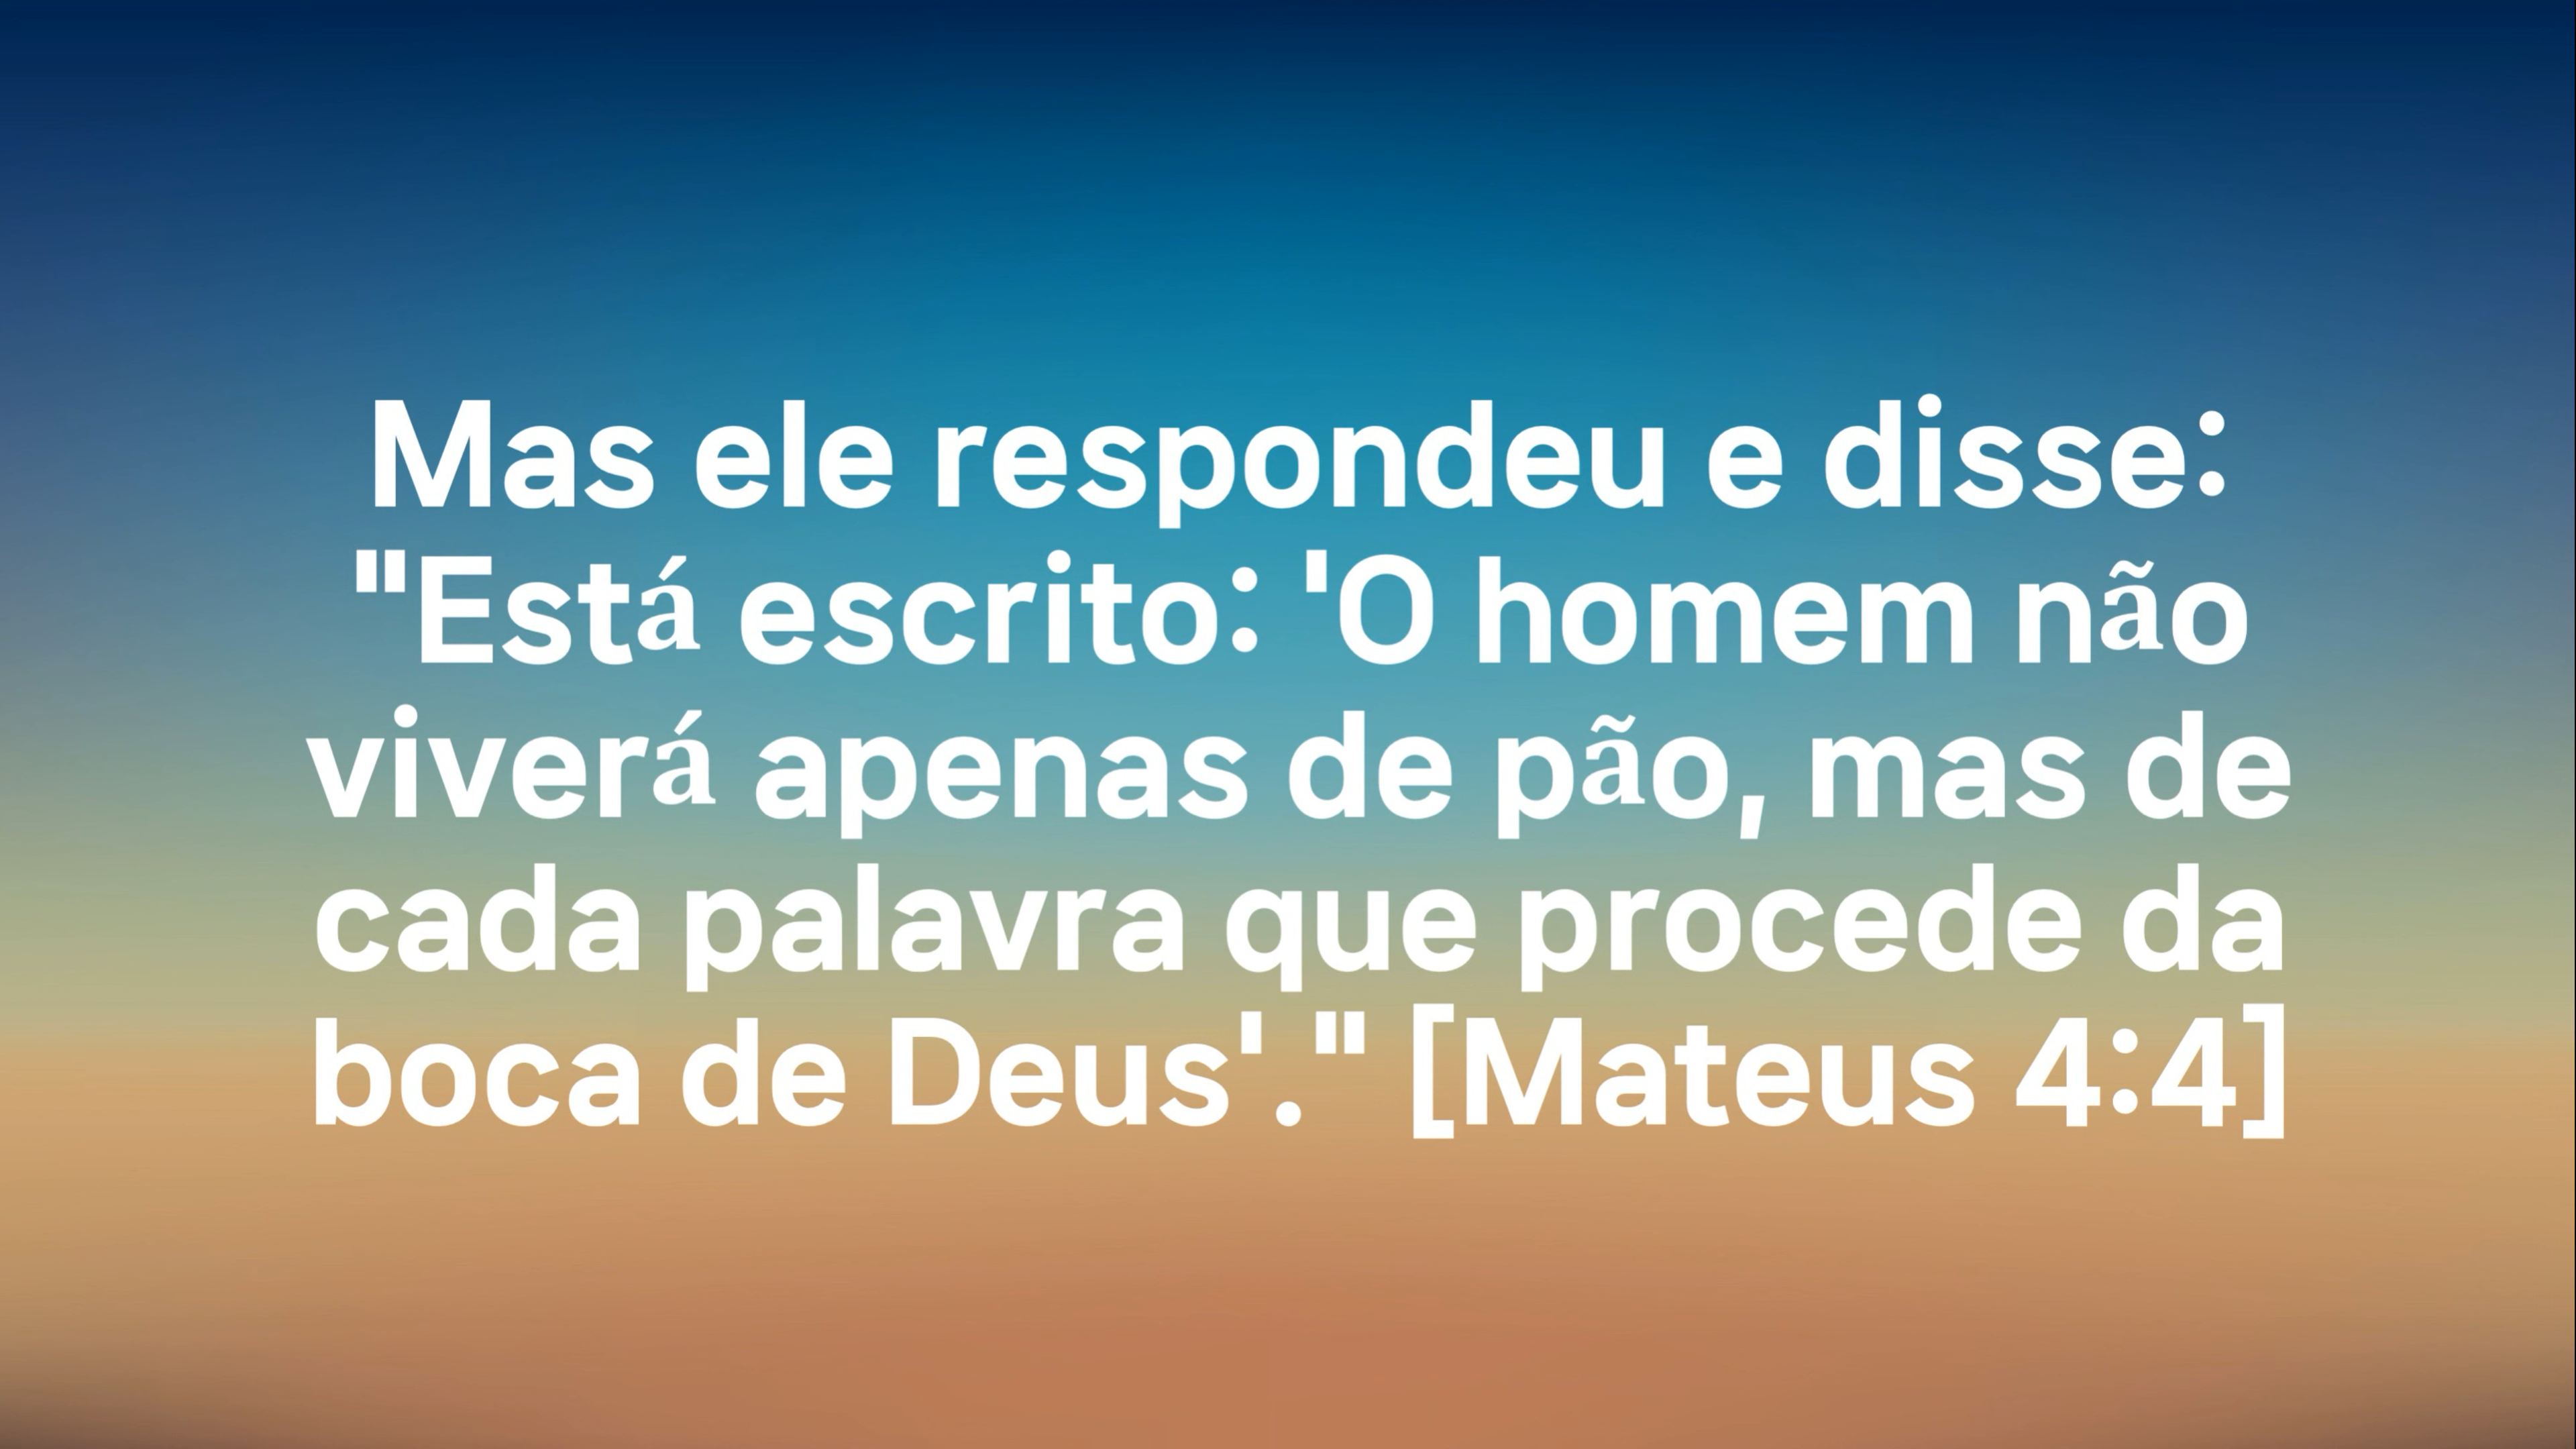 Mas ele respondeu e disse:
"Está escrito: 'O homem não
viverá apenas de pão, mas de
cada palavra que procede da
boca de Deus'." [Mateus 4:4]